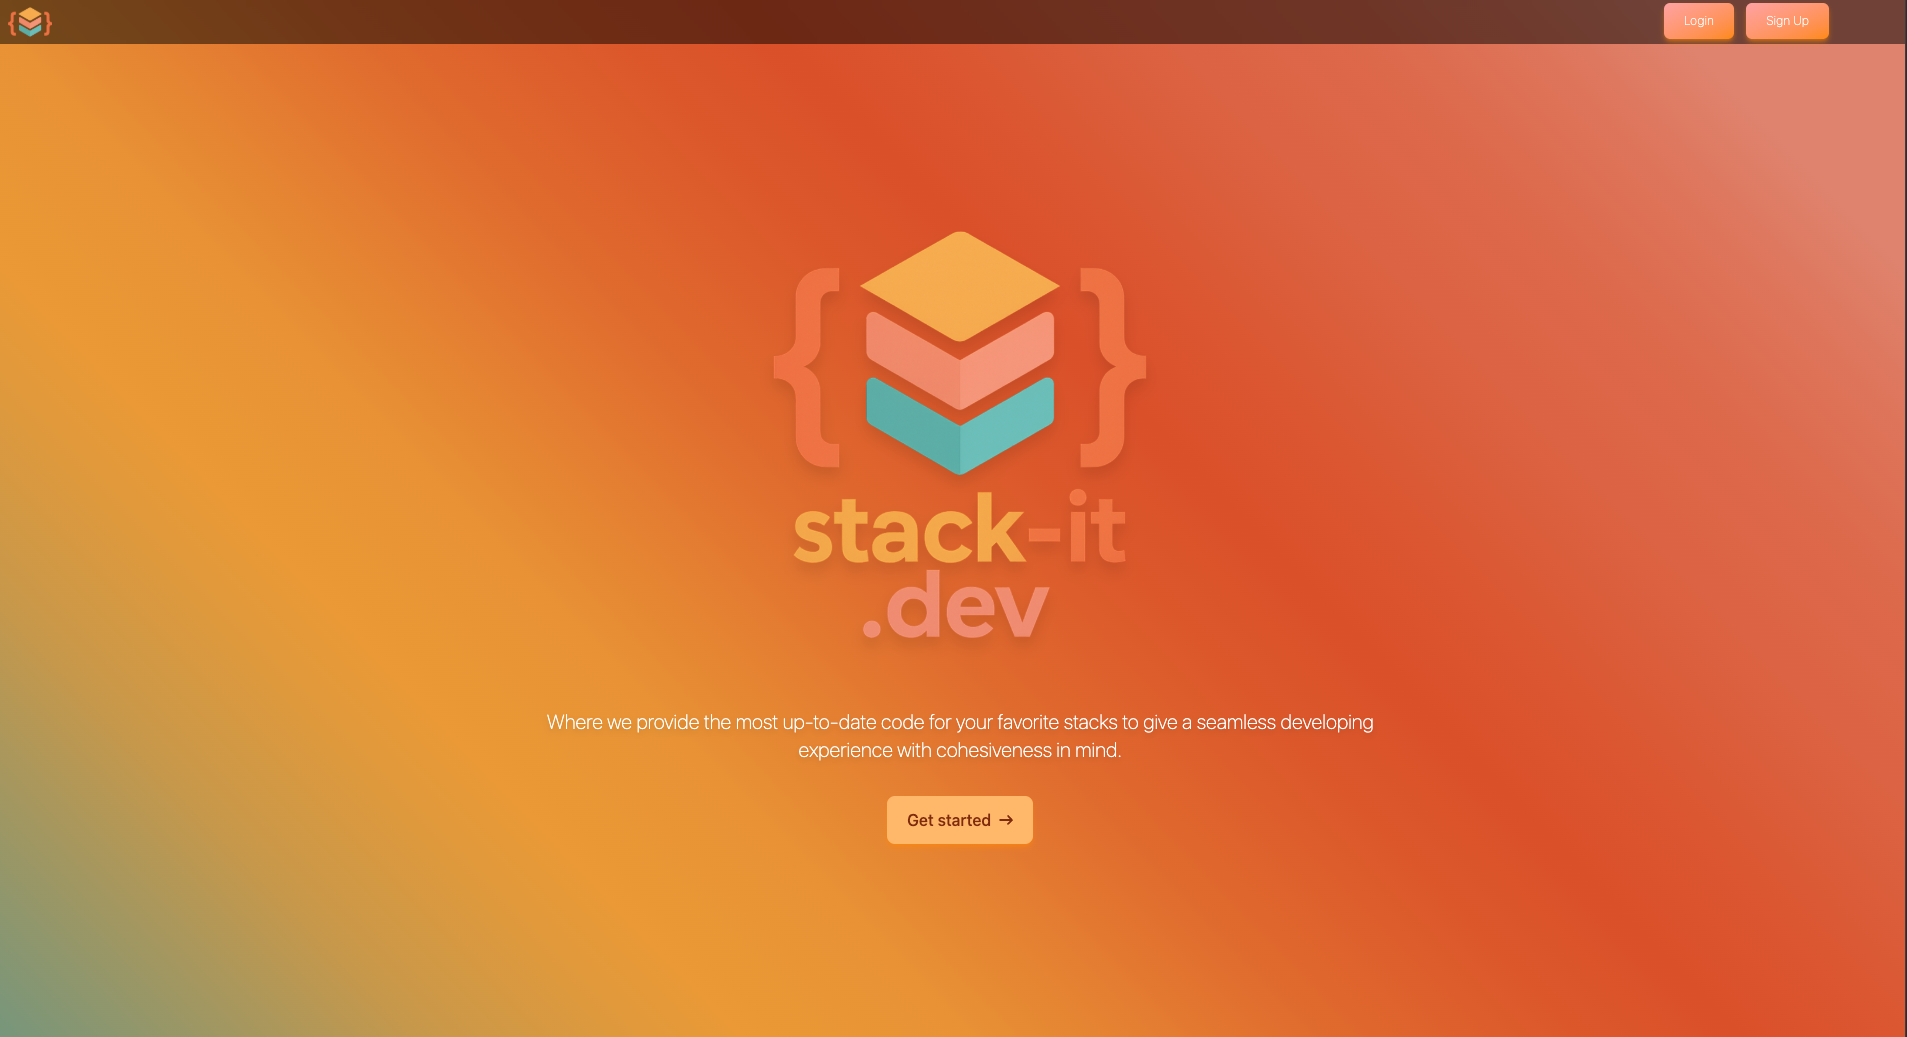 Login
Sign Up
{ }
stack-it
.dev
Where we provide the most up-to-date code for your favorite stacks to give a seamless developing
experience with cohesiveness in mind.
Get started →